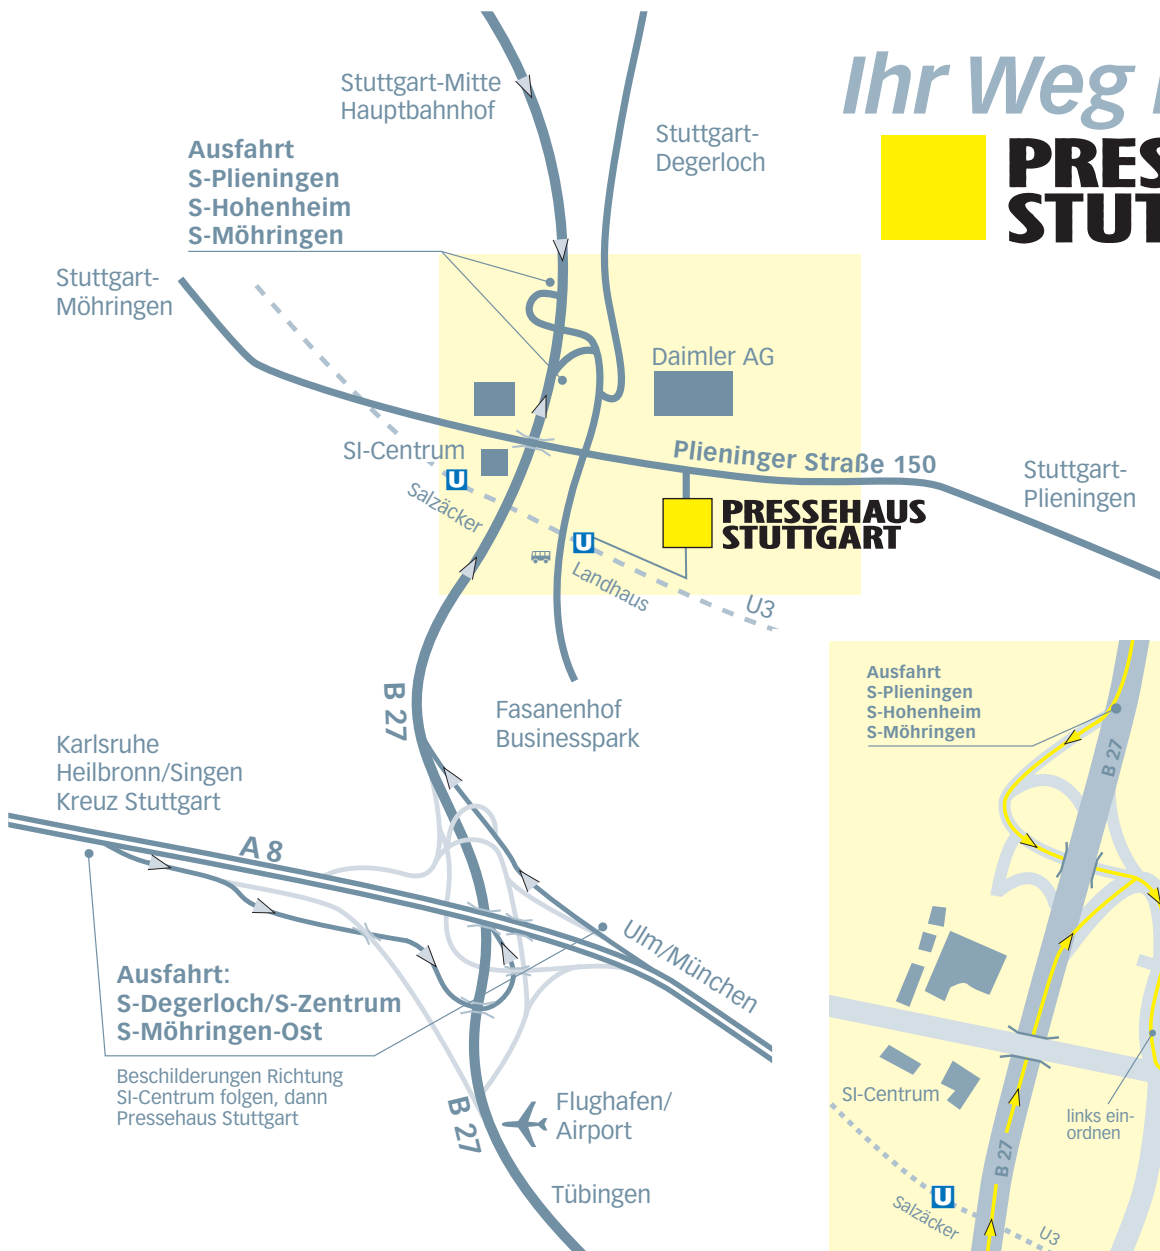 Ihr Weg
PRES
STUT
Stuttgart-Mitte
Hauptbahnhof
Stuttgart-
Degerloch
Ausfahrt
S-Plieningen
S-Hohenheim
S-Möhringen
Stuttgart-
Möhringen
Daimler AG
SI-Centrum
U
Salzäcker
Plieninger Straße 150
Stuttgart-
Plieningen
PRESSEHAUS
STUTTGART
U
Landhaus
U3
B 27
Fasanenhof
Businesspark
Karlsruhe
Heilbronn/Singen
Kreuz Stuttgart
A 8
Ulm/München
Ausfahrt:
S-Degerloch/S-Zentrum
S-Möhringen-Ost
Beschilderungen Richtung
SI-Centrum folgen, dann
Pressehaus Stuttgart
B 27
Flughafen/
Airport
Tübingen
Ausfahrt
S-Plieningen
S-Hohenheim
S-Möhringen
B 27
SI-Centrum
links ein-
ordnen
B 27
U
Salzäcker
U3